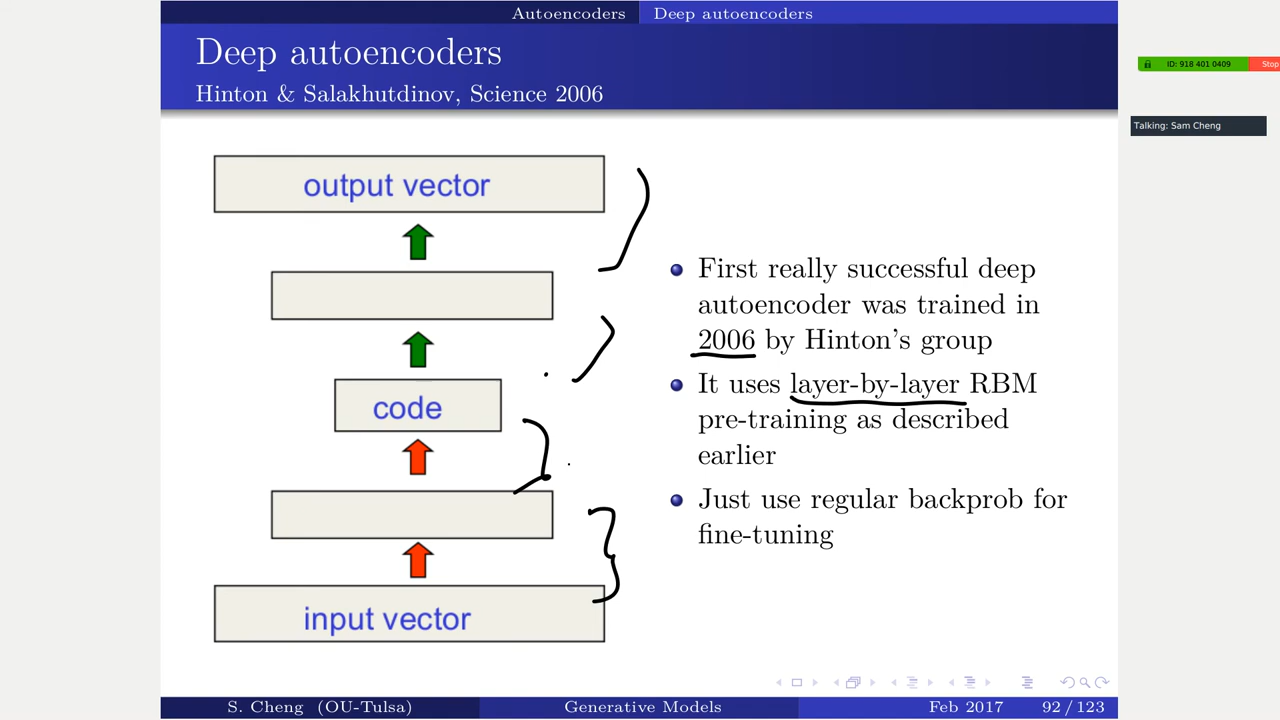 Autoencoders Deep autoencoders
Deep autoencoders
Hinton & Salakhutdinov, Science 2006
ID: 918 401 0409 Stop
Talking: Sam Cheng
output vector
code
input vector
First really successful deep
autoencoder was trained in
2006 by Hinton's group
It uses layer-by-layer RBM
pre-training as described
earlier
Just use regular backprob for
fine-tuning
S. Cheng (OU-Tulsa) Generative Models Feb 2017 92 / 123